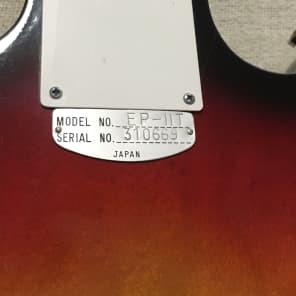 MODEL NO. EP-11T
SERIAL NO. 310669
JAPAN